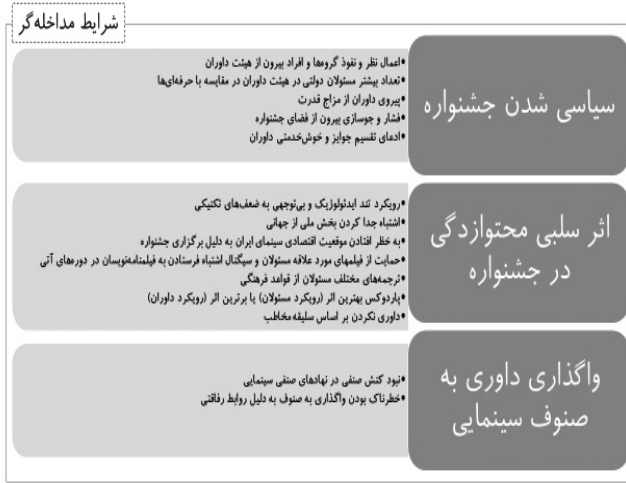 شرایط مداخله‌گر
سیاسی شدن جشنواره
•اعمال نظر و نفوذ گروه‌ها و افراد بیرون از هیئت داوران
•تعداد بیشتر مسئولان دولتی در هیئت داوران در مقایسه با حرفه‌ای‌ها
•پیروی داوران از مزاج قدرت
•فشار و جوسازی بیرون از فضای جشنواره
•ادعای تقسیم جوایز و خوش‌خدمتی داوران
اثر سلبی محتوازدگی
در جشنواره
•رویکرد تند ایدئولوژیک و بی‌توجهی به ضعف‌های تکنیکی
•اشتباه جدا کردن بخش ملی از جهانی
•به خطر افتادن موقعیت اقتصادی سینمای ایران به دلیل برگزاری جشنواره
•حمایت از فیلمهای مورد علاقه مسئولان و سیگنال اشتباه فرستادن به فیلمنامه‌نویسان در دوره‌های آتی
•ترجمه‌های مختلف مسئولان از قواعد فرهنگی
•پارادوکس بهترین اثر (رویکرد مسئولان) یا برترین اثر (رویکرد داوران)
•داوری نکردن بر اساس سلیقه مخاطب
واگذاری داوری به
صنوف سینمایی
•نبود کنش صنفی در نهادهای صنفی سینمایی
•خطرناک بودن واگذاری به صنوف به دلیل روابط رفاقتی